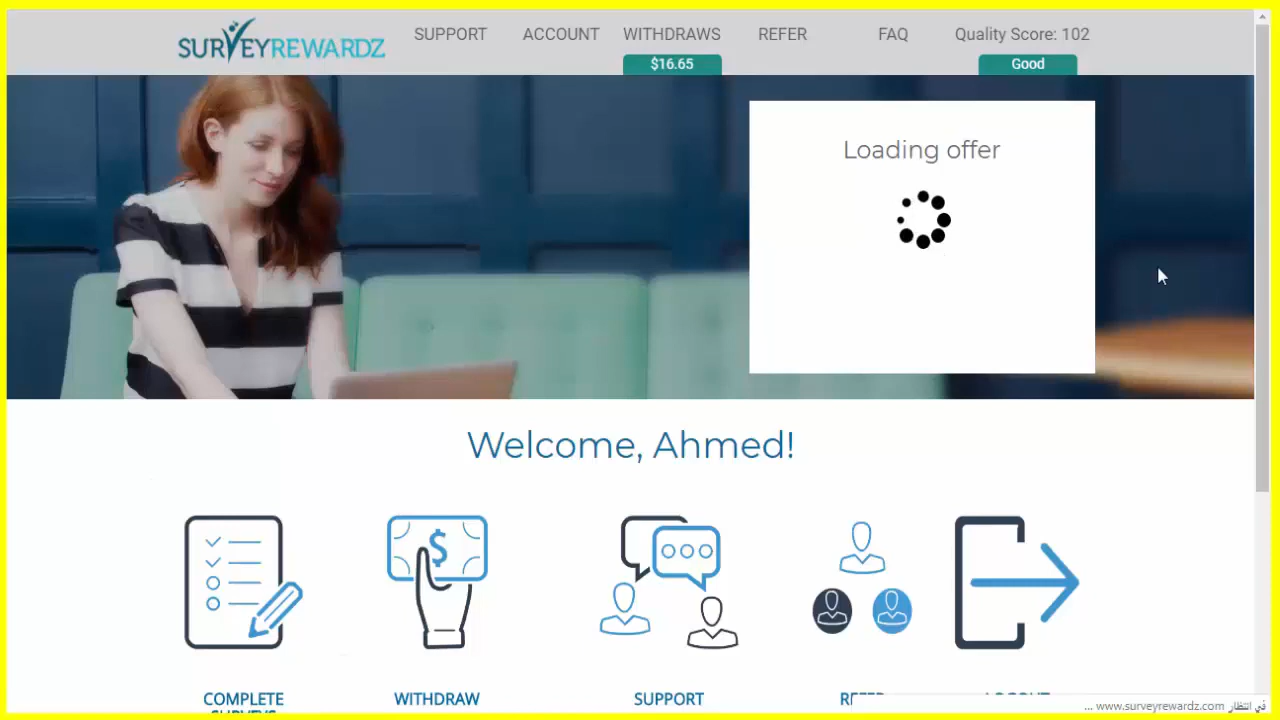 SURVEYREWARDZ
SUPPORT
ACCOUNT
WITHDRAWS
REFER
FAQ
Quality Score: 102
$16.65
Good
Loading offer
Welcome, Ahmed!
COMPLETE
WITHDRAW
SUPPORT
في انتظار www.surveyrewardz.com ...